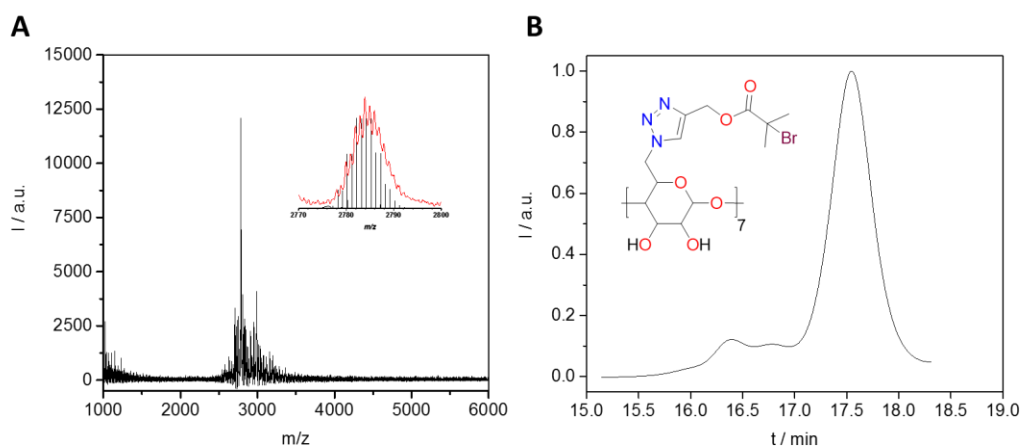 A
B
15000
12500
10000
7500
5000
2500
0
I / a.u.
1000 2000 3000 4000 5000 6000
m/z
2770 2780 2790 2800
m/z
1.0
0.8
0.6
0.4
0.2
0.0
I / a.u.
15.0 15.5 16.0 16.5 17.0 17.5 18.0 18.5 19.0
t / min
O
N
N
O
N
Br
O
O
7
HO OH